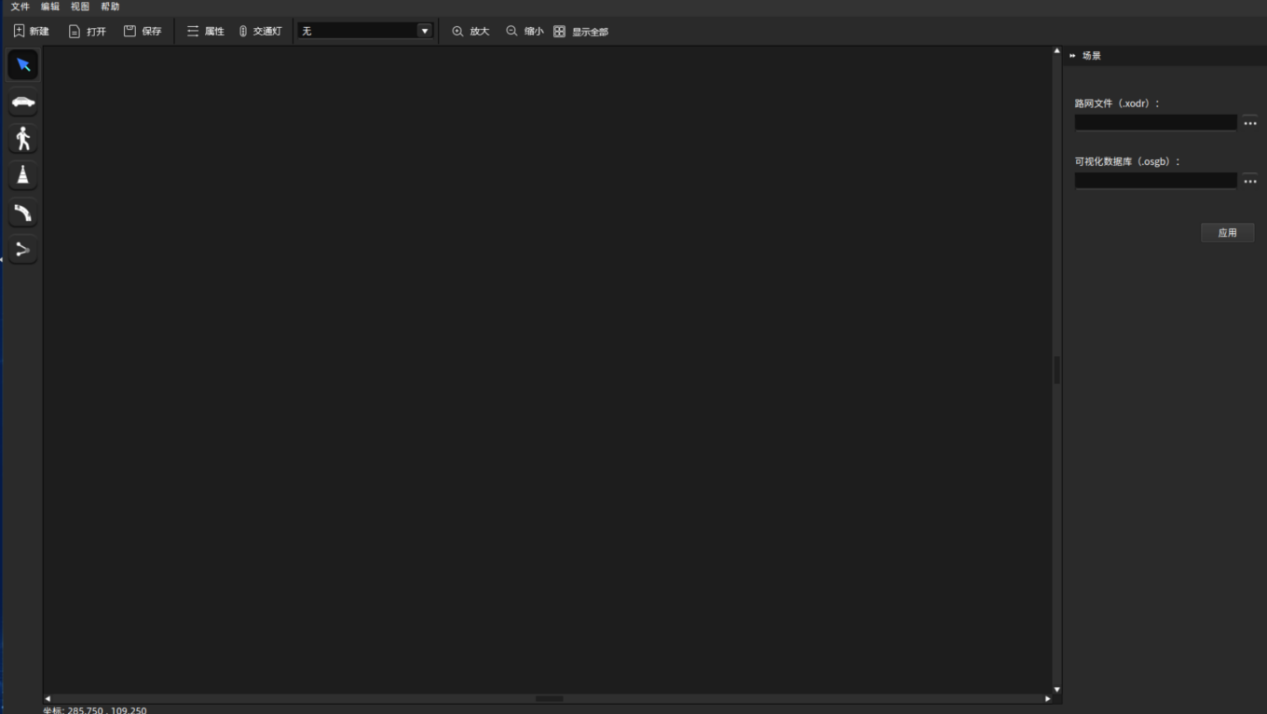 文件 编辑 视图 帮助
新建 打开 保存 属性 交通灯 无 放大 缩小 显示全部
场景
路网文件（.xodr）：
可视化数据库（.osgb）：
应用
坐标: 285.750 , 109.250